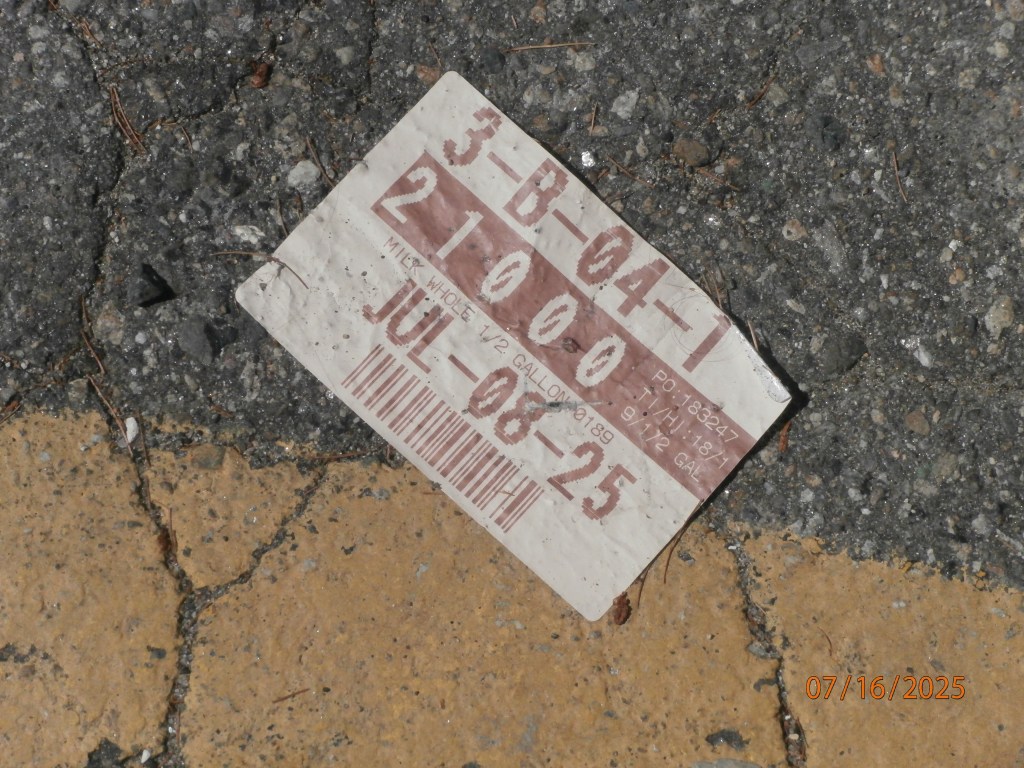 3-B-04-1
21000
PO:183247
TI/HI:18/4
9/1/2 GAL
MILK WHOLE 1/2 GALLON 0189
JUL-08-25
07/16/2025